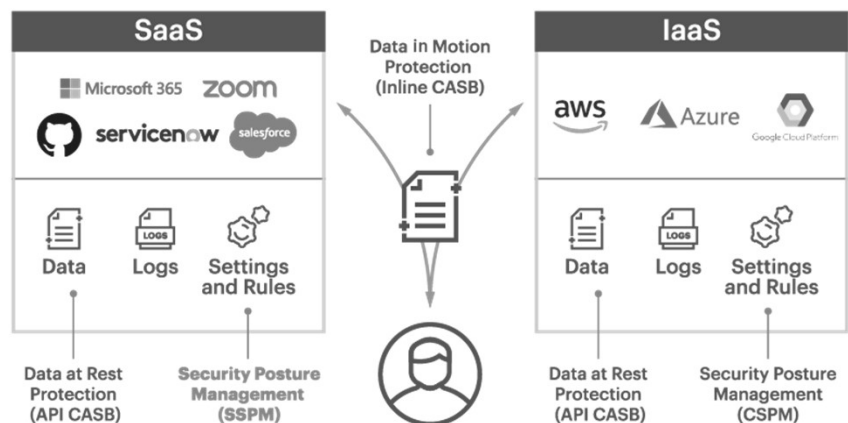 SaaS
Microsoft 365
zoom
servicenow
salesforce
Data
LOGS
Logs
Settings
and Rules
Data at Rest
Protection
(API CASB)
Security Posture
Management
(SSPM)
Data in Motion
Protection
(Inline CASB)
IaaS
aws
Azure
Google Cloud Platform
Data
LOGS
Logs
Settings
and Rules
Data at Rest
Protection
(API CASB)
Security Posture
Management
(CSPM)